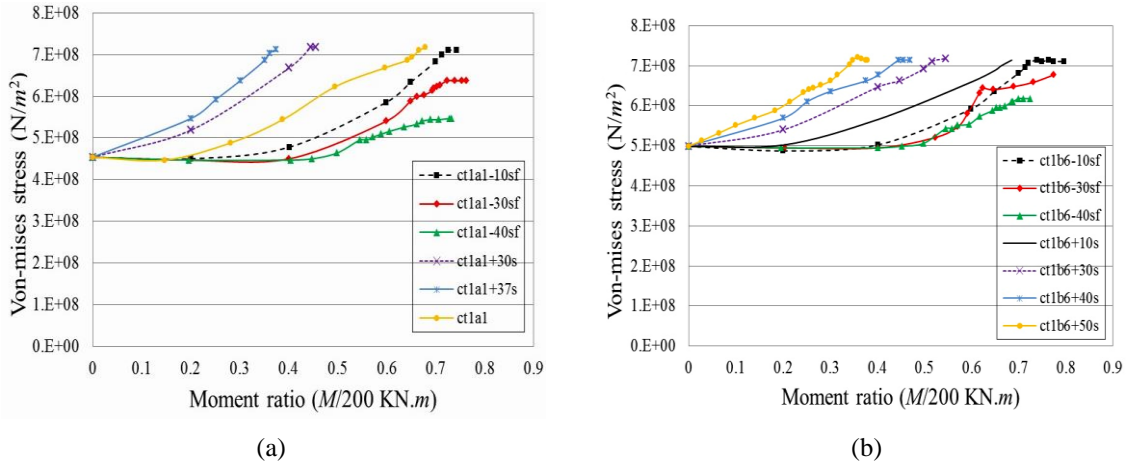 Von-mises stress (N/m²)
8.E+08
7.E+08
6.E+08
5.E+08
4.E+08
3.E+08
2.E+08
1.E+08
0.E+00
ct1a1-10sf
ct1a1-30sf
ct1a1-40sf
ct1a1+30s
ct1a1+37s
ct1a1
0 0.1 0.2 0.3 0.4 0.5 0.6 0.7 0.8 0.9
Moment ratio (M/200 KN.m)
(a)
Von-mises stress (N/m²)
8.E+08
7.E+08
6.E+08
5.E+08
4.E+08
3.E+08
2.E+08
1.E+08
0.E+00
ct1b6-10sf
ct1b6-30sf
ct1b6-40sf
ct1b6+10s
ct1b6+30s
ct1b6+40s
ct1b6+50s
0 0.1 0.2 0.3 0.4 0.5 0.6 0.7 0.8 0.9
Moment ratio (M/200 KN.m)
(b)